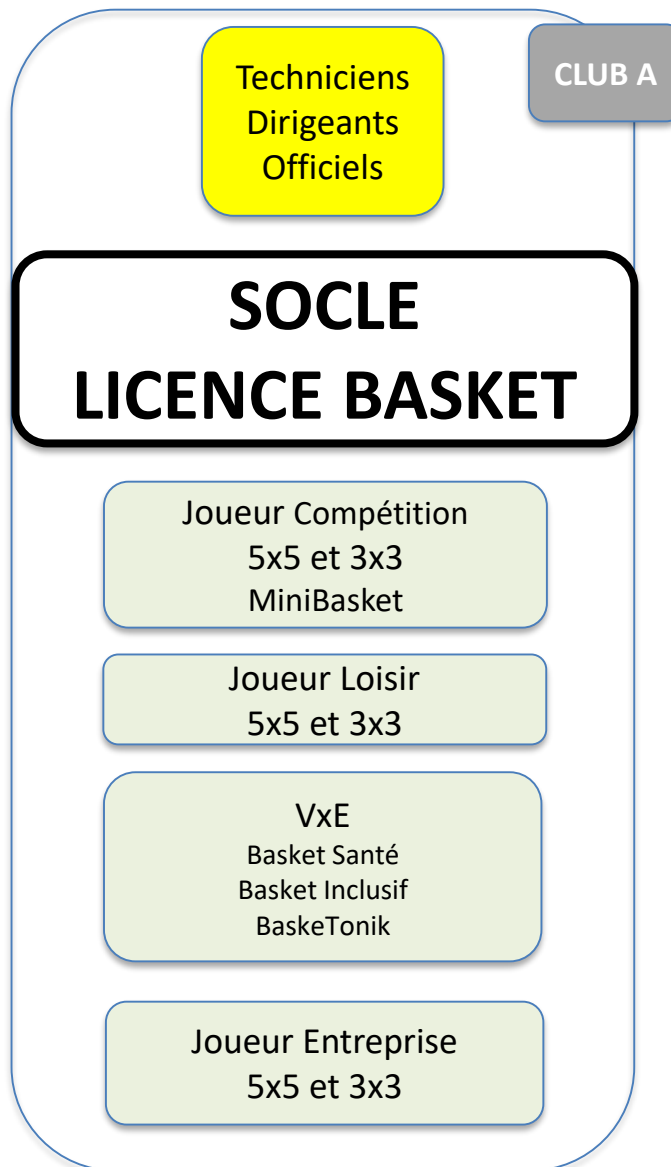 Techniciens
Dirigeants
Officiels
CLUB A
SOCLE
LICENCE BASKET
Joueur Compétition
5x5 et 3x3
MiniBasket
Joueur Loisir
5x5 et 3x3
VxE
Basket Santé
Basket Inclusif
BaskeTonik
Joueur Entreprise
5x5 et 3x3